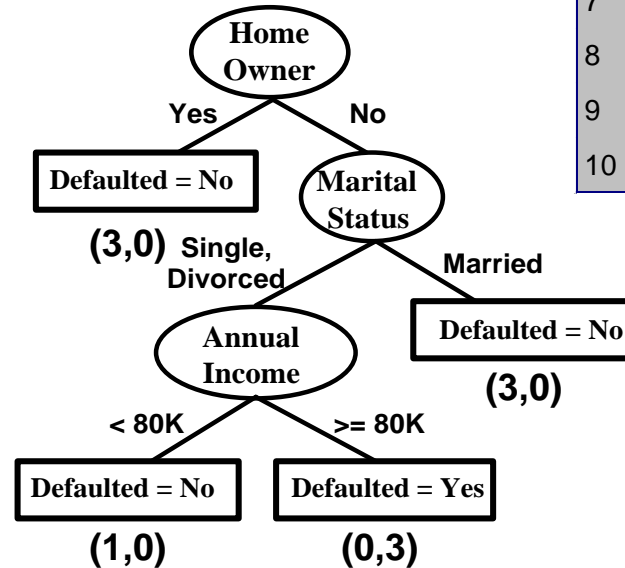 7
8
9
10
Home
Owner
Yes
No
Defaulted = No
(3,0)
Marital
Status
Single,
Divorced
Married
Annual
Income
Defaulted = No
(3,0)
< 80K
>= 80K
Defaulted = No
Defaulted = Yes
(1,0)
(0,3)